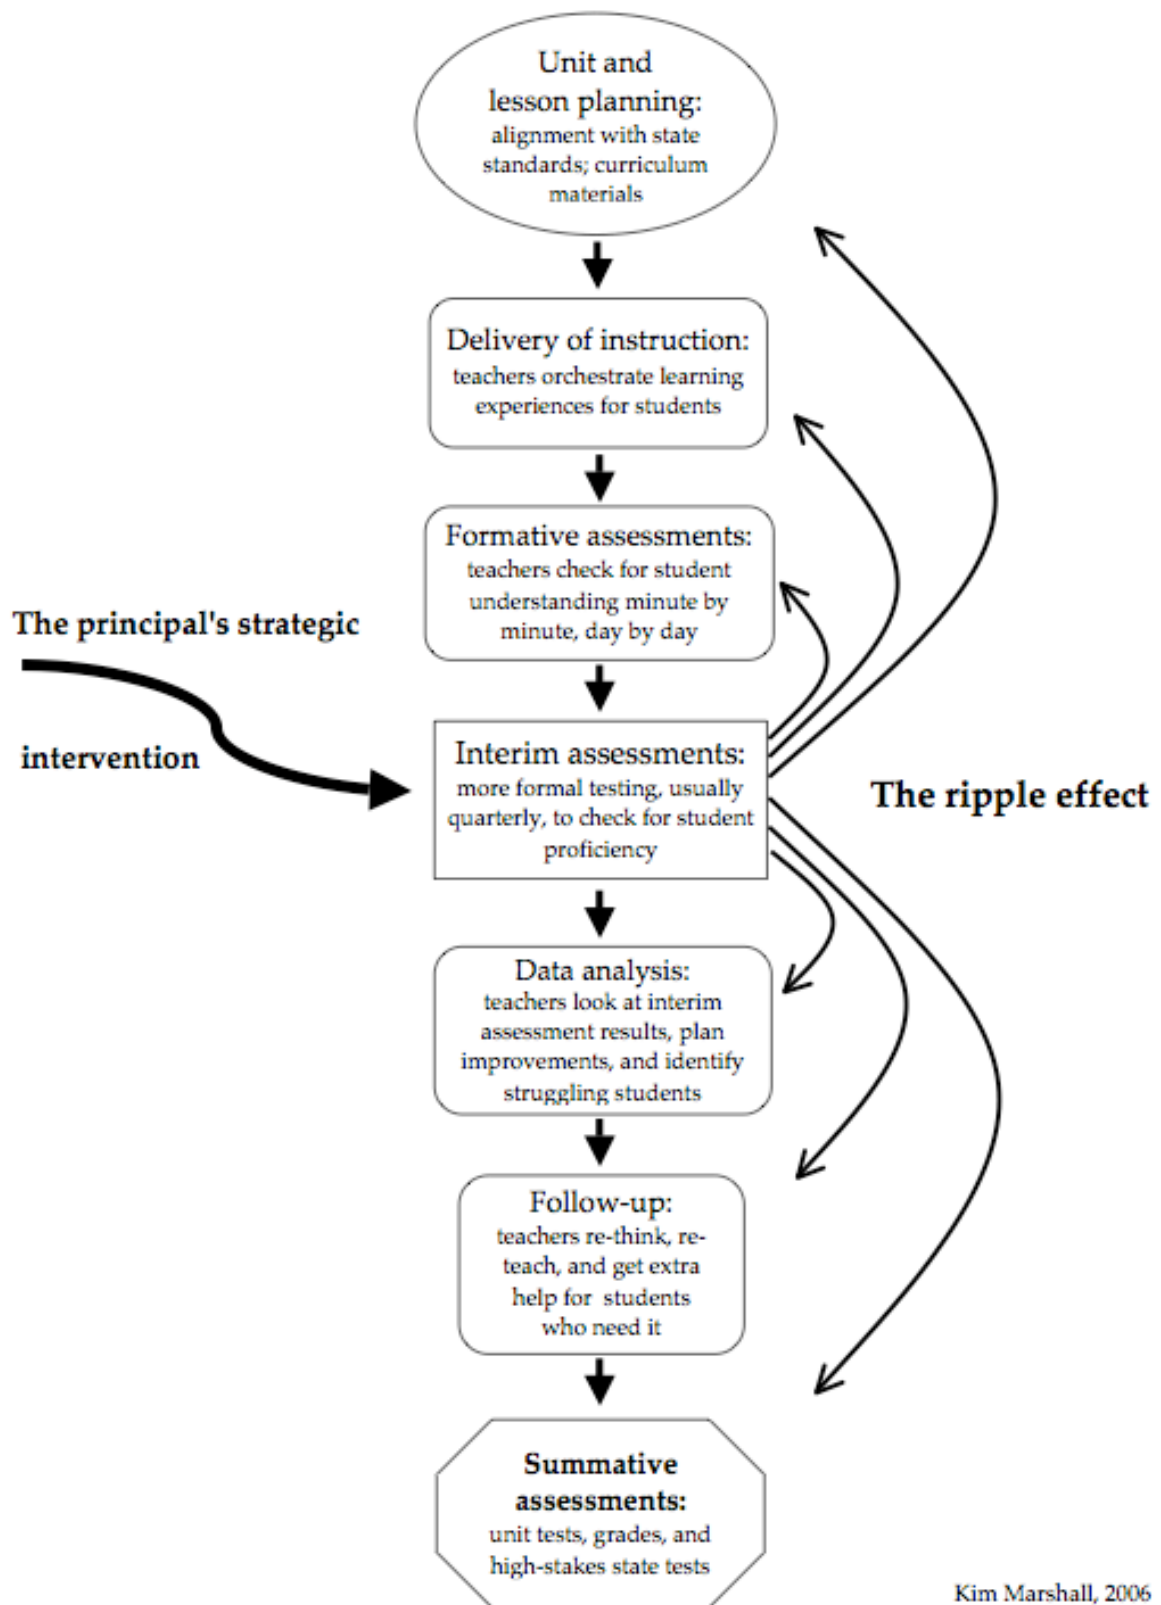 Unit and
lesson planning:
alignment with state
standards; curriculum
materials
Delivery of instruction:
teachers orchestrate learning
experiences for students
Formative assessments:
teachers check for student
understanding minute by
minute, day by day
The principal's strategic
intervention
Interim assessments:
more formal testing, usually
quarterly, to check for student
proficiency
The ripple effect
Data analysis:
teachers look at interim
assessment results, plan
improvements, and identify
struggling students
Follow-up:
teachers re-think, re-
teach, and get extra
help for students
who need it
Summative
assessments:
unit tests, grades, and
high-stakes state tests
Kim Marshall, 2006